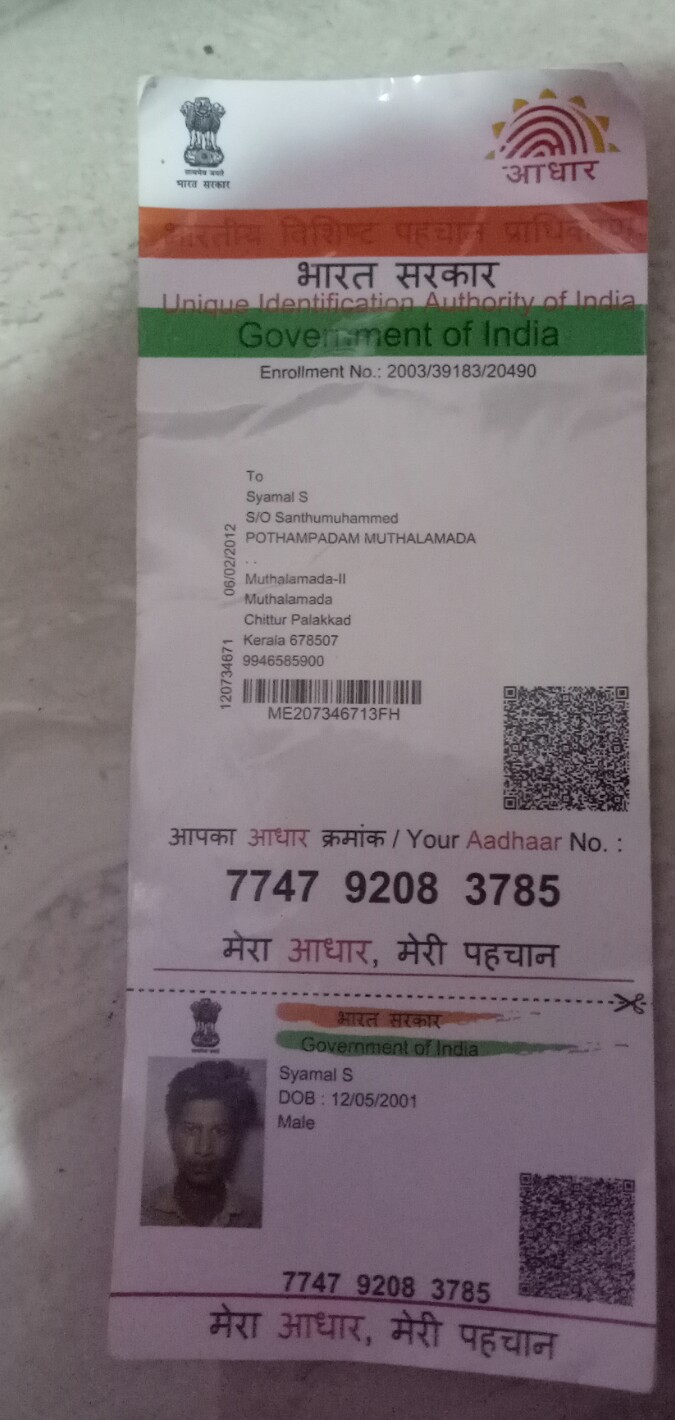 सत्यमेव जयते
भारत सरकार
आधार
भारतीय विशिष्ट पहचान प्राधिकरण
भारत सरकार
Unique Identification Authority of India
Government of India
Enrollment No.: 2003/39183/20490
To
Syamal S
S/O Santhumuhammed
POTHAMPADAM MUTHALAMADA
. .
Muthalamada-II
Muthalamada
Chittur Palakkad
Kerala 678507
9946585900
120734671 06/02/2012
ME207346713FH
आपका आधार क्रमांक / Your Aadhaar No. :
7747 9208 3785
मेरा आधार, मेरी पहचान
भारत सरकार
Government of India
Syamal S
DOB : 12/05/2001
Male
7747 9208 3785
मेरा आधार, मेरी पहचान